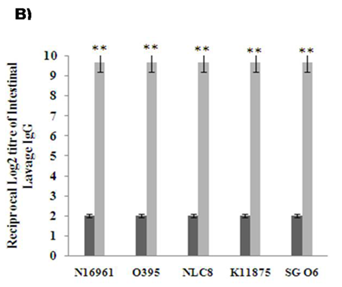 B)
Reciprocal Log2 titre of Intestinal
Lavage IgG
10
9
8
7
6
5
4
3
2
1
0
** ** ** ** **
N16961 O395 NLC8 K11875 SG O6